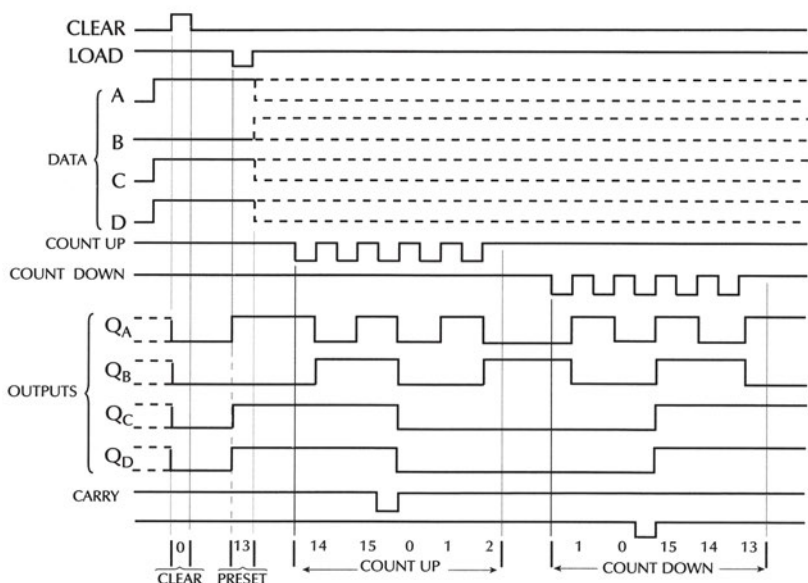 CLEAR
LOAD
A
B
DATA
C
D
COUNT UP
COUNT DOWN
QA
QB
OUTPUTS
QC
QD
CARRY
0 13 14 15 0 1 2 1 0 15 14 13
CLEAR PRESET COUNT UP COUNT DOWN